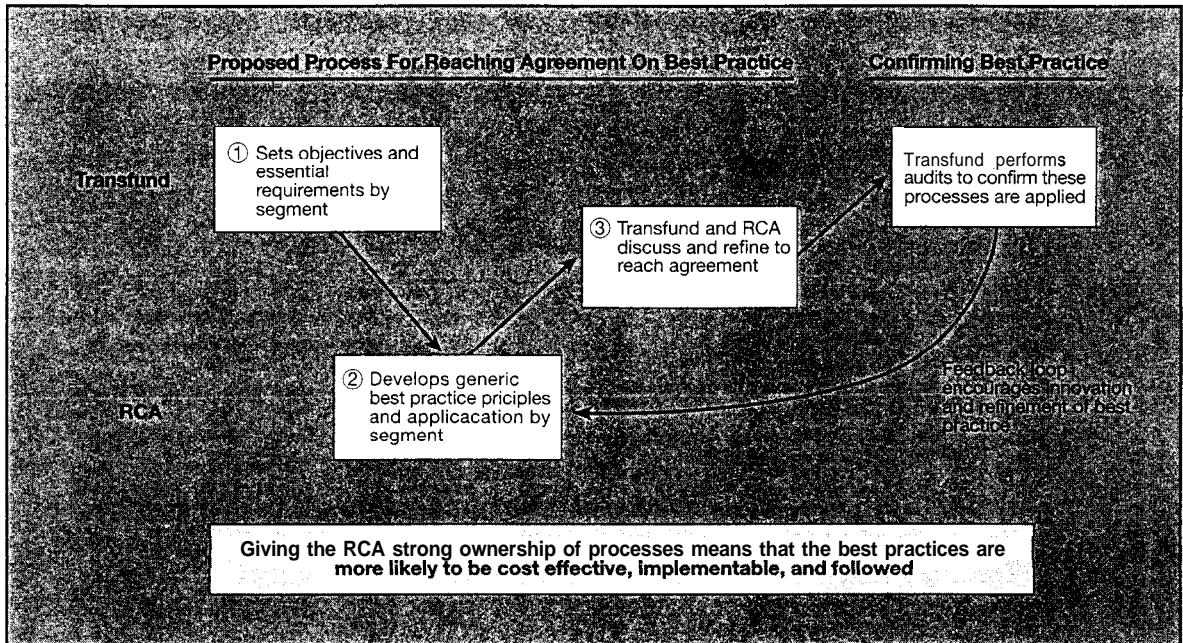 Proposed Process For Reaching Agreement On Best Practice
Confirming Best Practice
Transfund
① Sets objectives and
essential
requirements by
segment
③ Transfund and RCA
discuss and refine to
reach agreement
Transfund performs
audits to confirm these
processes are applied
RCA
② Develops generic
best practice priciples
and applicacation by
segment
Feedback loop
encourages innovation
and refinement of best
practice
Giving the RCA strong ownership of processes means that the best practices are
more likely to be cost effective, implementable, and followed